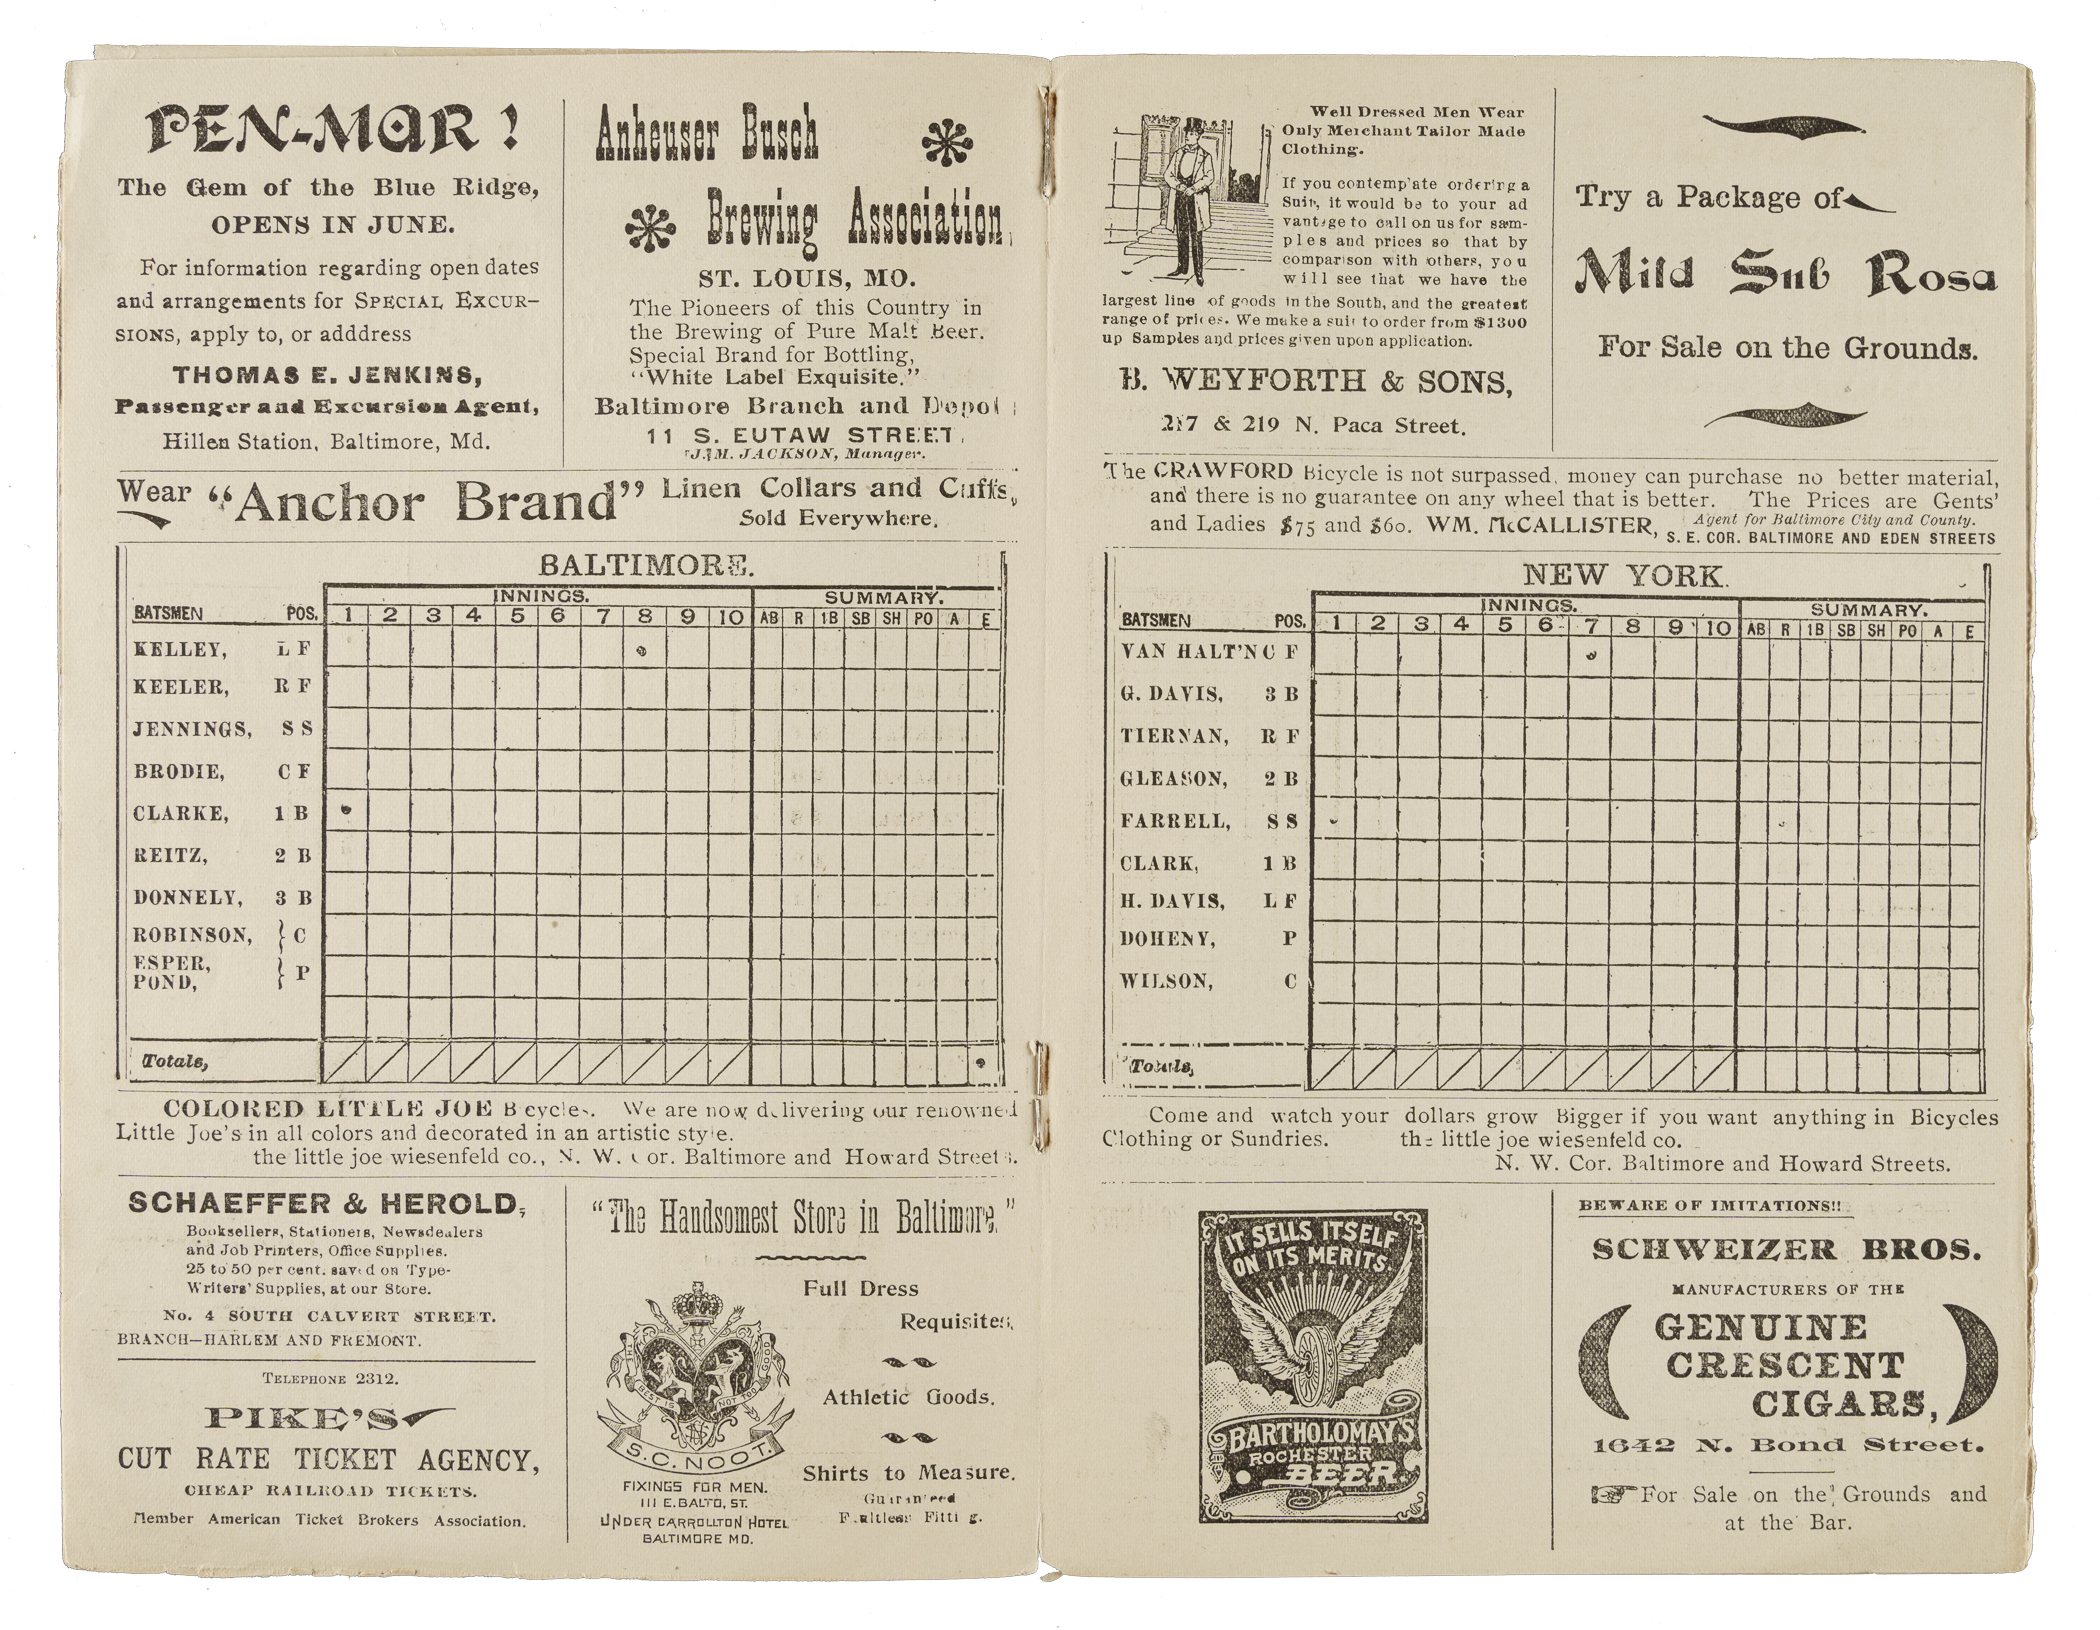 PEN-MAR !
The Gem of the Blue Ridge,
OPENS IN JUNE.
For information regarding open dates
and arrangements for SPECIAL EXCUR-
SIONS, apply to, or adddress
THOMAS E. JENKINS,
Passenger and Excursion Agent,
Hillen Station, Baltimore, Md.
Anheuser Busch
Brewing Association,
ST. LOUIS, MO.
The Pioneers of this Country in
the Brewing of Pure Malt Beer.
Special Brand for Bottling,
"White Label Exquisite."
Baltimore Branch and Depot
11 S. EUTAW STREET,
J. M. JACKSON, Manager.
Wear "Anchor Brand" Linen Collars and Cuffs,
Sold Everywhere.
BALTIMORE.
INNINGS. SUMMARY.
BATSMEN POS. 1 2 3 4 5 6 7 8 9 10 AB R 1B SB SH PO A E
KELLEY, L F
KEELER, R F
JENNINGS, S S
BRODIE, C F
CLARKE, 1 B
REITZ, 2 B
DONNELY, 3 B
ROBINSON, } C
ESPER,
POND, } P
Totals,
COLORED LITTLE JOE Bicycles. We are now delivering our renowned
Little Joe's in all colors and decorated in an artistic style.
the little joe wiesenfeld co., N. W. Cor. Baltimore and Howard Streets.
SCHAEFFER & HEROLD,
Booksellers, Stationers, Newsdealers
and Job Printers, Office Supplies.
25 to 50 per cent. saved on Type-
Writers' Supplies, at our Store.
No. 4 SOUTH CALVERT STREET.
BRANCH—HARLEM AND FREMONT.
TELEPHONE 2312.
PIKE'S
CUT RATE TICKET AGENCY,
CHEAP RAILROAD TICKETS.
Member American Ticket Brokers Association.
"The Handsomest Store in Baltimore."
Full Dress
Requisites,
Athletic Goods.
Shirts to Measure.
Guaranteed
Faultless Fitting.
THE BEST IS NOT TOO GOOD
S.C. NOOT.
FIXINGS FOR MEN.
111 E. BALTO, ST.
UNDER CARROLLTON HOTEL
BALTIMORE MD.
Well Dressed Men Wear
Only Merchant Tailor Made
Clothing.
If you contemplate ordering a
Suit, it would be to your ad
vantage to call on us for sam-
ples and prices so that by
comparison with others, you
will see that we have the
largest line of goods in the South, and the greatest
range of prices. We make a suit to order from $1300
up Samples and prices given upon application.
B. WEYFORTH & SONS,
217 & 219 N. Paca Street.
Try a Package of
Mild Sub Rosa
For Sale on the Grounds.
The CRAWFORD Bicycle is not surpassed, money can purchase no better material,
and there is no guarantee on any wheel that is better. The Prices are Gents'
and Ladies $75 and $60. WM. McCALLISTER, Agent for Baltimore City and County.
S. E. COR. BALTIMORE AND EDEN STREETS
NEW YORK.
INNINGS. SUMMARY.
BATSMEN POS. 1 2 3 4 5 6 7 8 9 10 AB R 1B SB SH PO A E
VAN HALT'N C F
G. DAVIS, 3 B
TIERNAN, R F
GLEASON, 2 B
FARRELL, S S
CLARK, 1 B
H. DAVIS, L F
DOHENY, P
WILSON, C
Totals,
Come and watch your dollars grow Bigger if you want anything in Bicycles
Clothing or Sundries. the little joe wiesenfeld co.
N. W. Cor. Baltimore and Howard Streets.
IT SELLS ITSELF
ON ITS MERITS
BARTHOLOMAY'S
ROCHESTER
BEER
BEWARE OF IMITATIONS!!
SCHWEIZER BROS.
MANUFACTURERS OF THE
GENUINE
CRESCENT
CIGARS,
1642 N. Bond Street.
For Sale on the Grounds and
at the Bar.